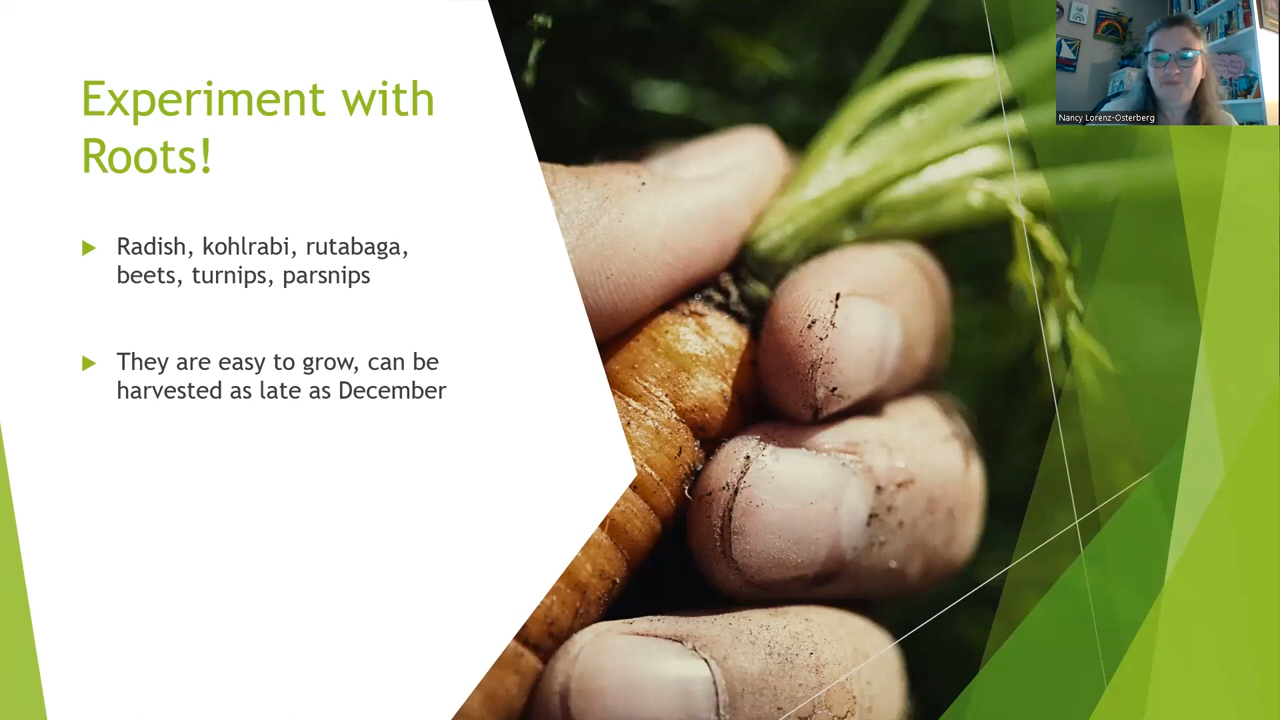 Experiment with
Roots!
Radish, kohlrabi, rutabaga,
beets, turnips, parsnips
They are easy to grow, can be
harvested as late as December
Nancy Lorenz-Osterberg